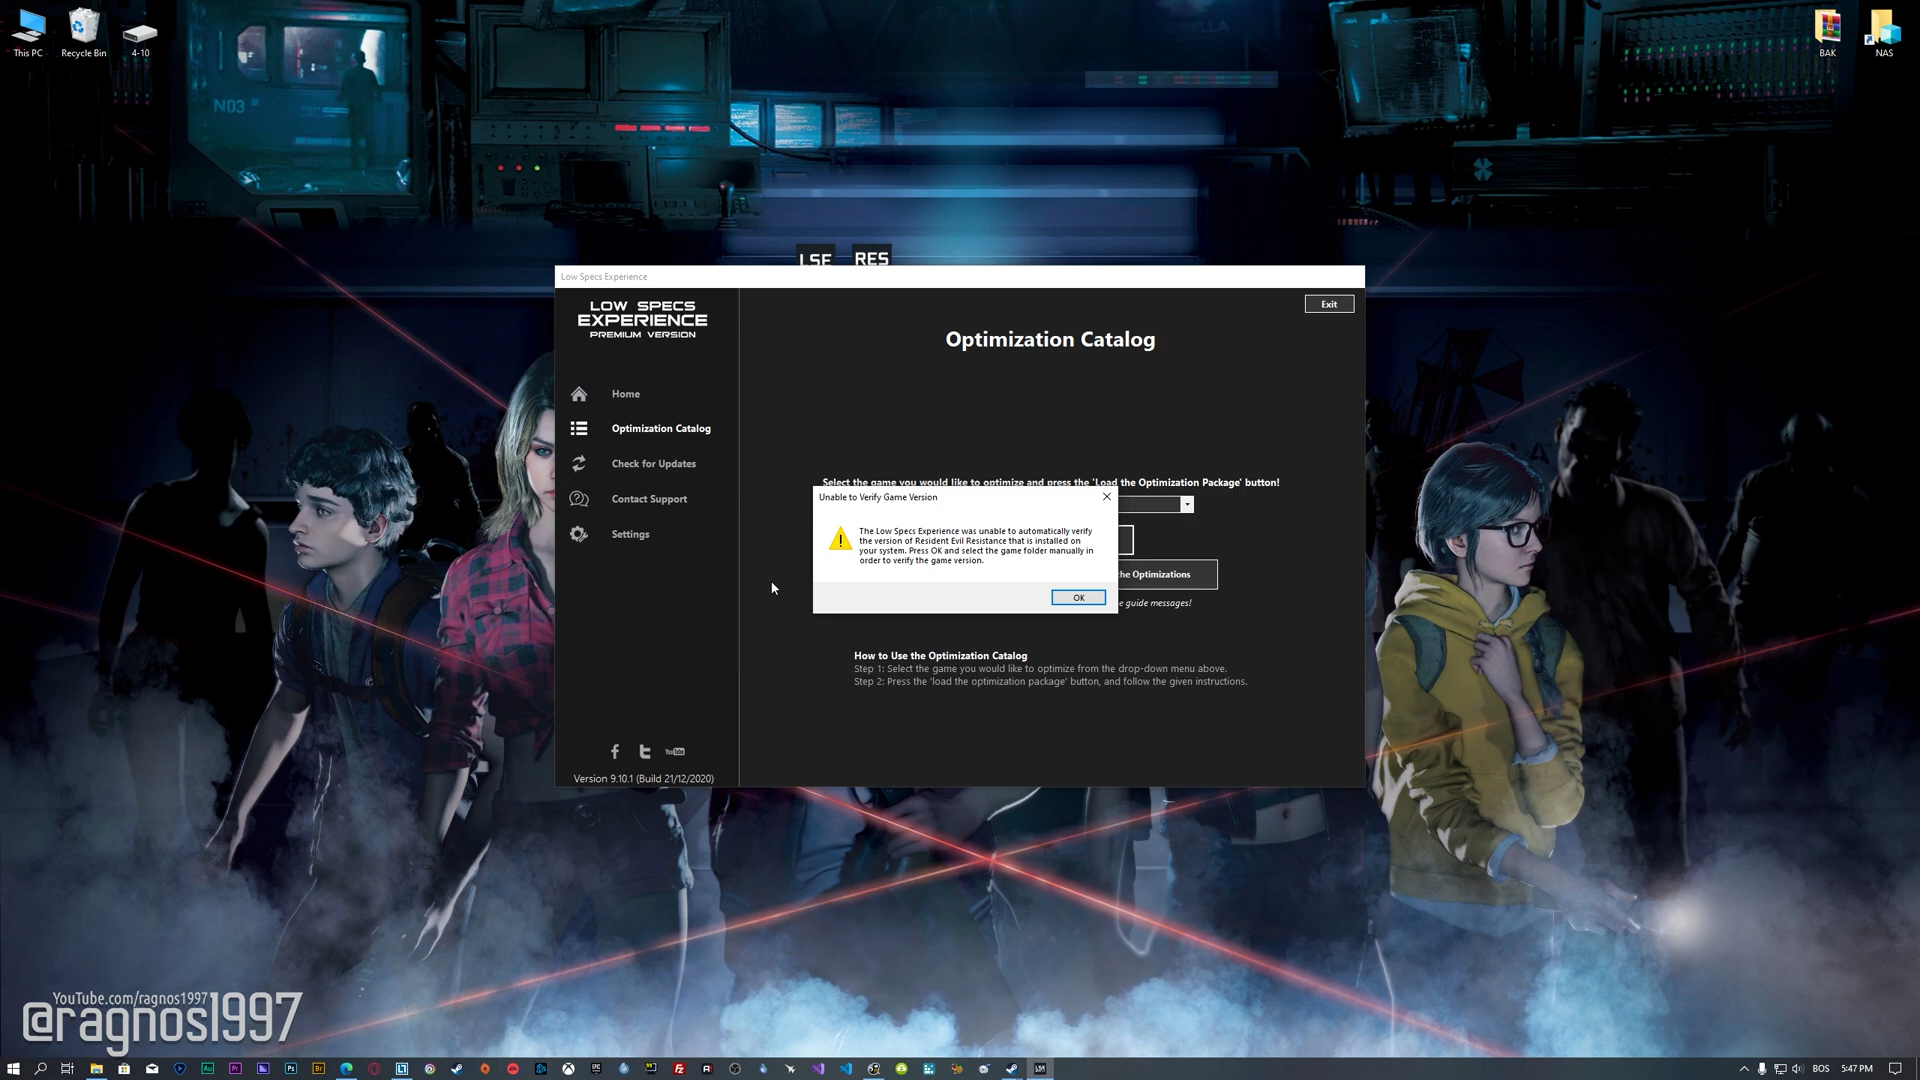 This PC
Recycle Bin
4-10
BAK
NAS
N03
LSE RES
Low Specs Experience
LOW SPECS
EXPERIENCE
PREMIUM VERSION
Exit
Optimization Catalog
Home
Optimization Catalog
Check for Updates
Contact Support
Settings
Select the game you would like to optimize and press the 'Load the Optimization Package' button!
Unable to Verify Game Version
The Low Specs Experience was unable to automatically verify
the version of Resident Evil Resistance that is installed on
your system. Press OK and select the game folder manually in
order to verify the game version.
OK
the Optimizations
e guide messages!
How to Use the Optimization Catalog
Step 1: Select the game you would like to optimize from the drop-down menu above.
Step 2: Press the 'load the optimization package' button, and follow the given instructions.
YouTube
Version 9.10.1 (Build 21/12/2020)
YouTube.com/ragnos1997
@ragnos1997
Au Pr Ps Br
BOS 5:47 PM